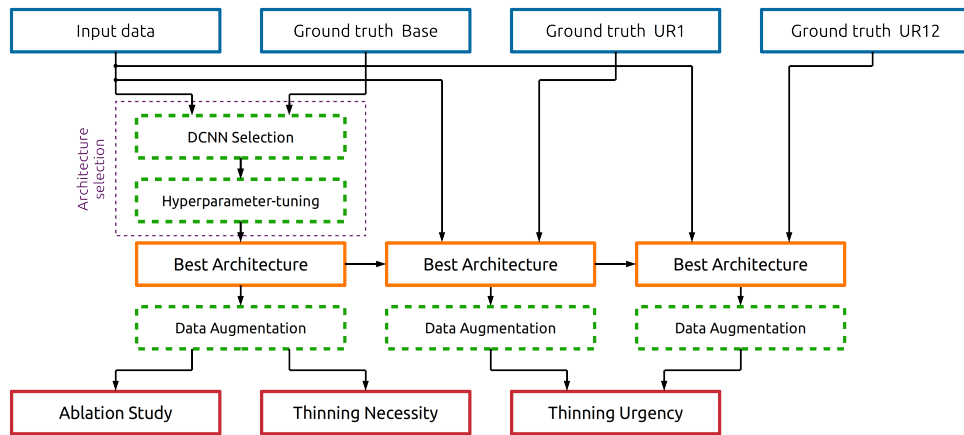 Input data
Ground truth Base
Ground truth UR1
Ground truth UR12
Architecture
selection
DCNN Selection
Hyperparameter-tuning
Best Architecture
Best Architecture
Best Architecture
Data Augmentation
Data Augmentation
Data Augmentation
Ablation Study
Thinning Necessity
Thinning Urgency